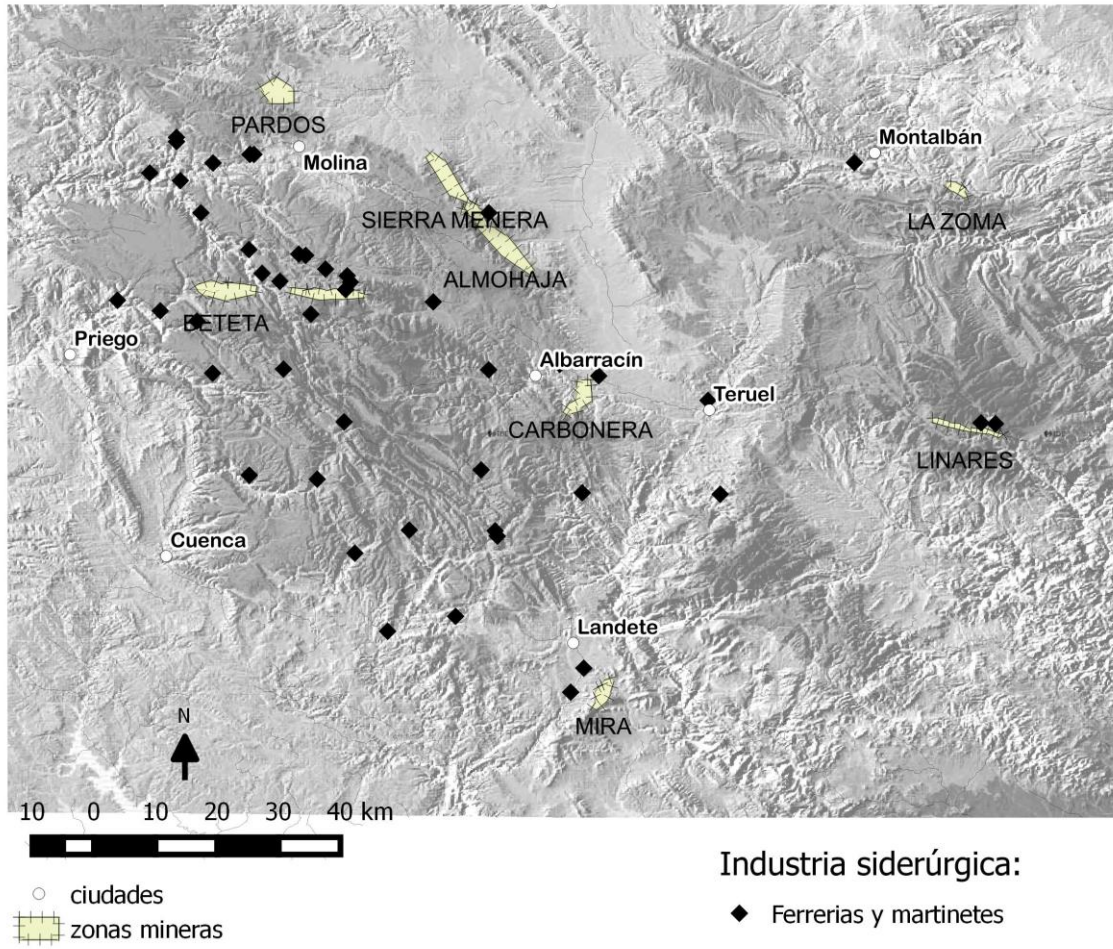 PARDOS
Molina
Montalbán
SIERRA MENERA
LA ZOMA
ALMOHAJA
BETETA
Priego
Albarracín
Teruel
CARBONERA
LINARES
Cuenca
Landete
MIRA
N
10 0 10 20 30 40 km
ciudades
zonas mineras
Industria siderúrgica:
Ferrerias y martinetes